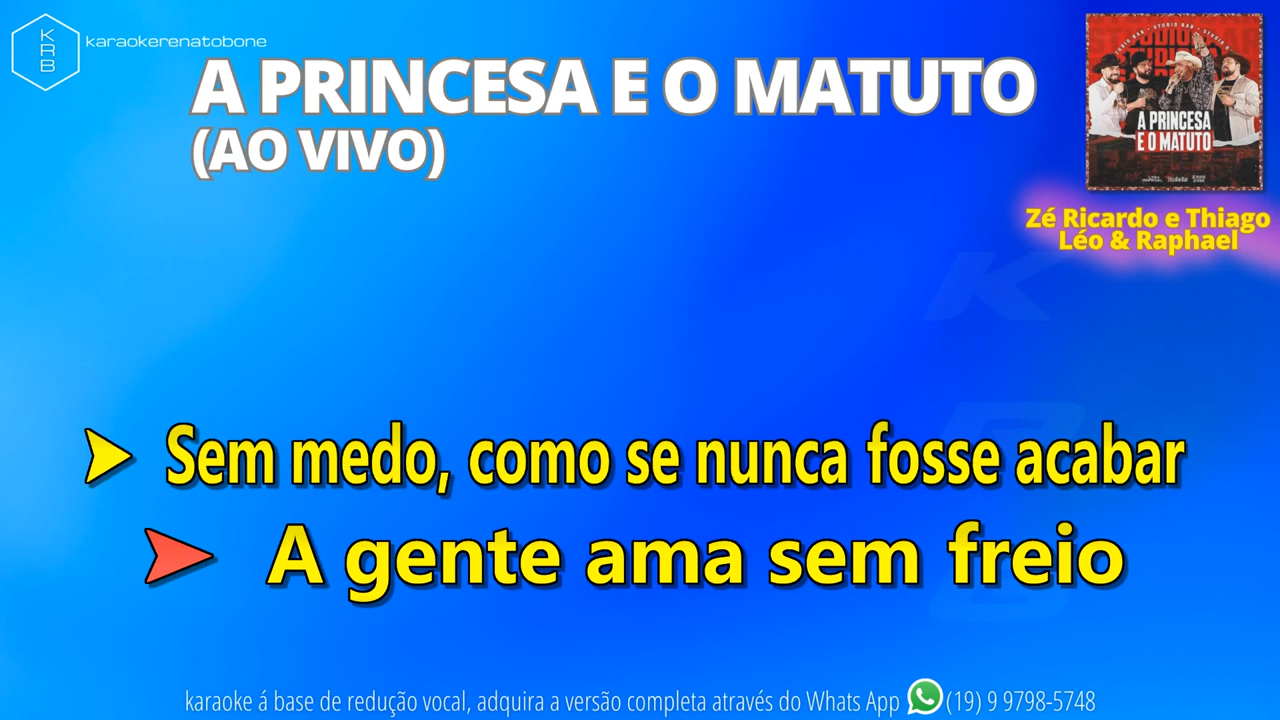 K
R
B
karaokerenatobone
A PRINCESA E O MATUTO
(AO VIVO)
A PRINCESA
E O MATUTO
Zé Ricardo e Thiago
Léo & Raphael
K
B
Sem medo, como se nunca fosse acabar
A gente ama sem freio
karaoke á base de redução vocal, adquira a versão completa através do Whats App (19) 9 9798-5748